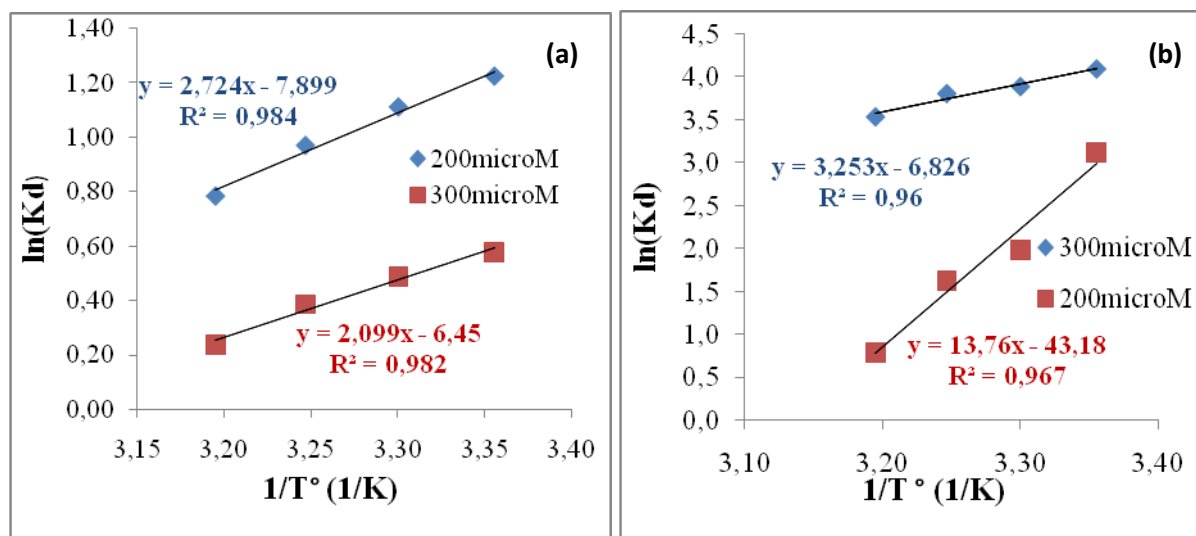 (a)
ln(Kd)
1,40
1,20
1,00
0,80
0,60
0,40
0,20
0,00
y = 2,724x - 7,899
R² = 0,984
200microM
300microM
y = 2,099x - 6,45
R² = 0,982
3,15 3,20 3,25 3,30 3,35 3,40
1/T° (1/K)
(b)
ln(Kd)
4,5
4,0
3,5
3,0
2,5
2,0
1,5
1,0
0,5
0,0
y = 3,253x - 6,826
R² = 0,96
300microM
200microM
y = 13,76x - 43,18
R² = 0,967
3,10 3,20 3,30 3,40
1/T° (1/K)